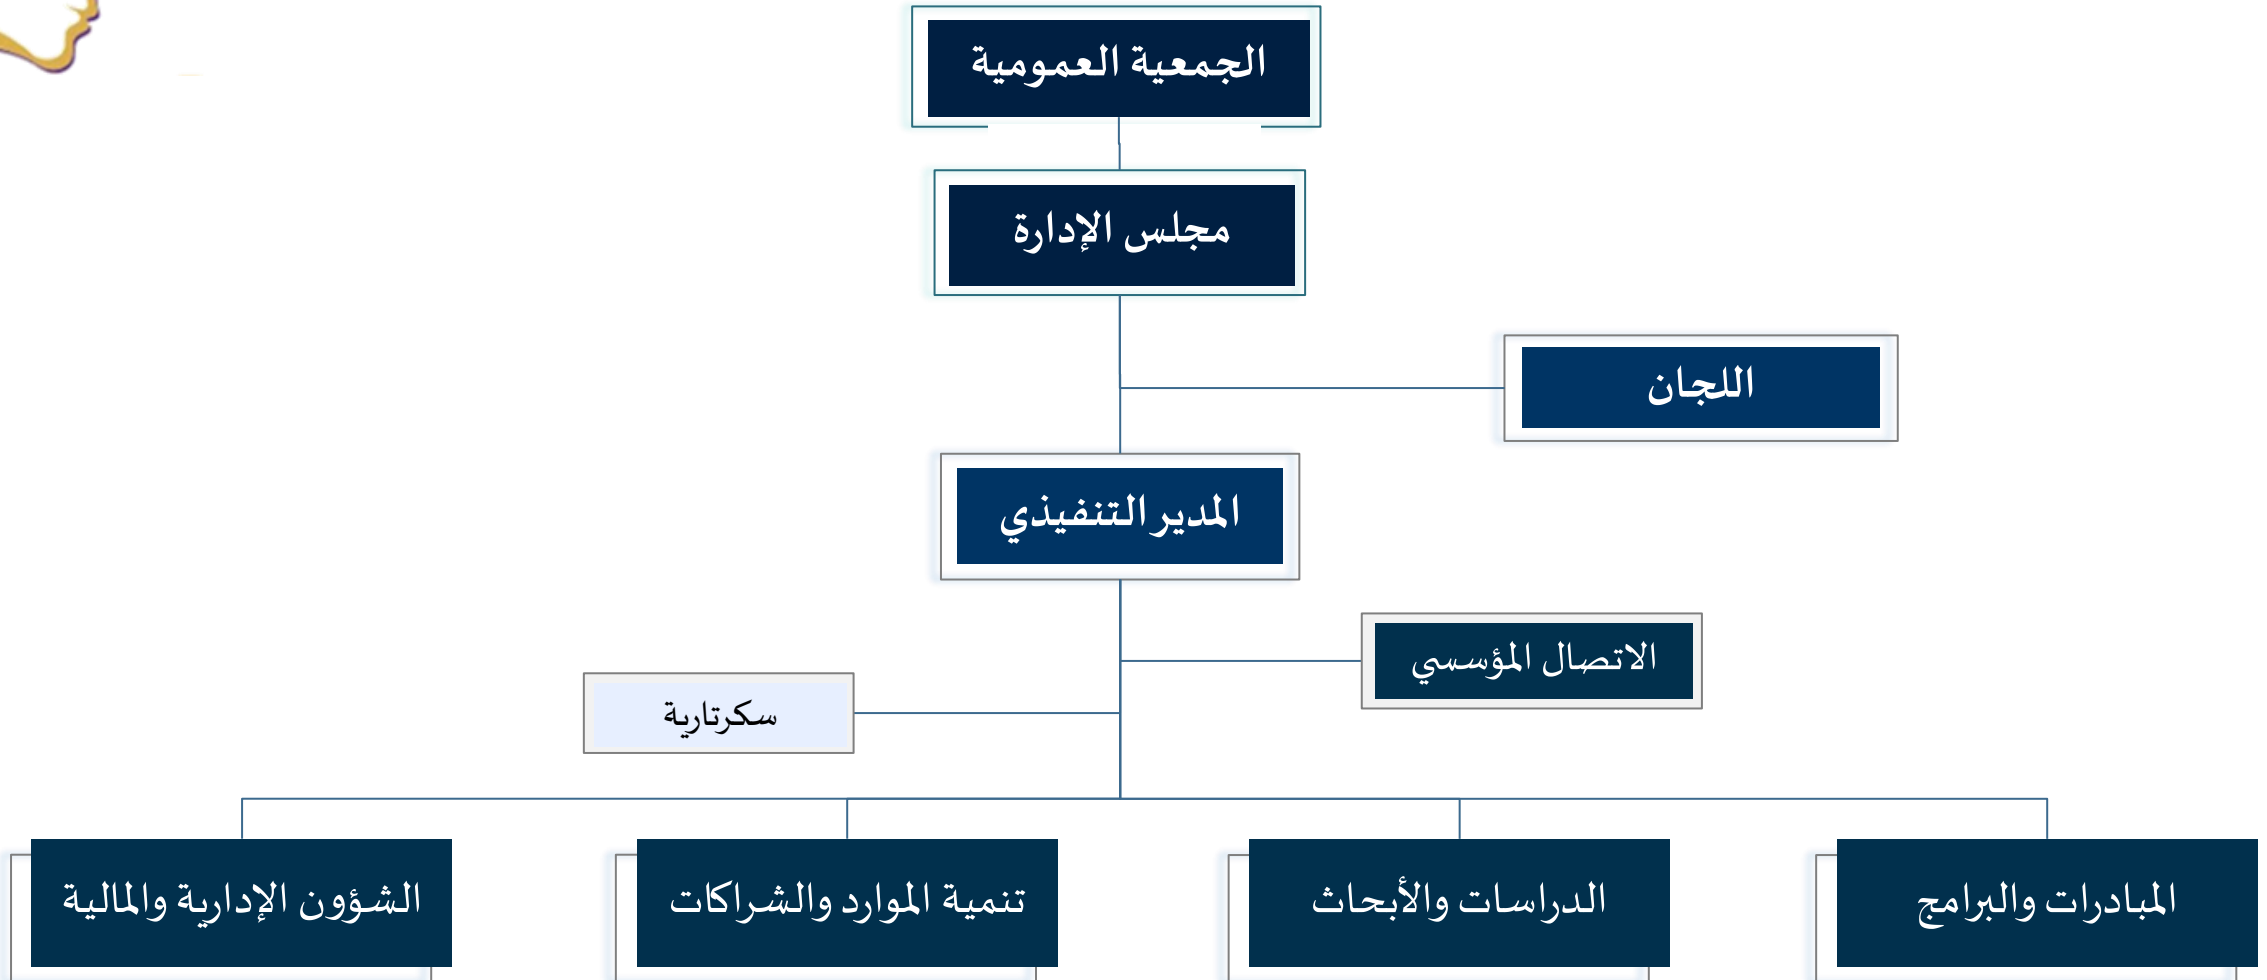 الجمعية العمومية
مجلس الإدارة
اللجان
المدير التنفيذي
الاتصال المؤسسي
سكرتارية
المبادرات والبرامج
الدراسات والأبحاث
تنمية الموارد والشراكات
الشؤون الإدارية والمالية